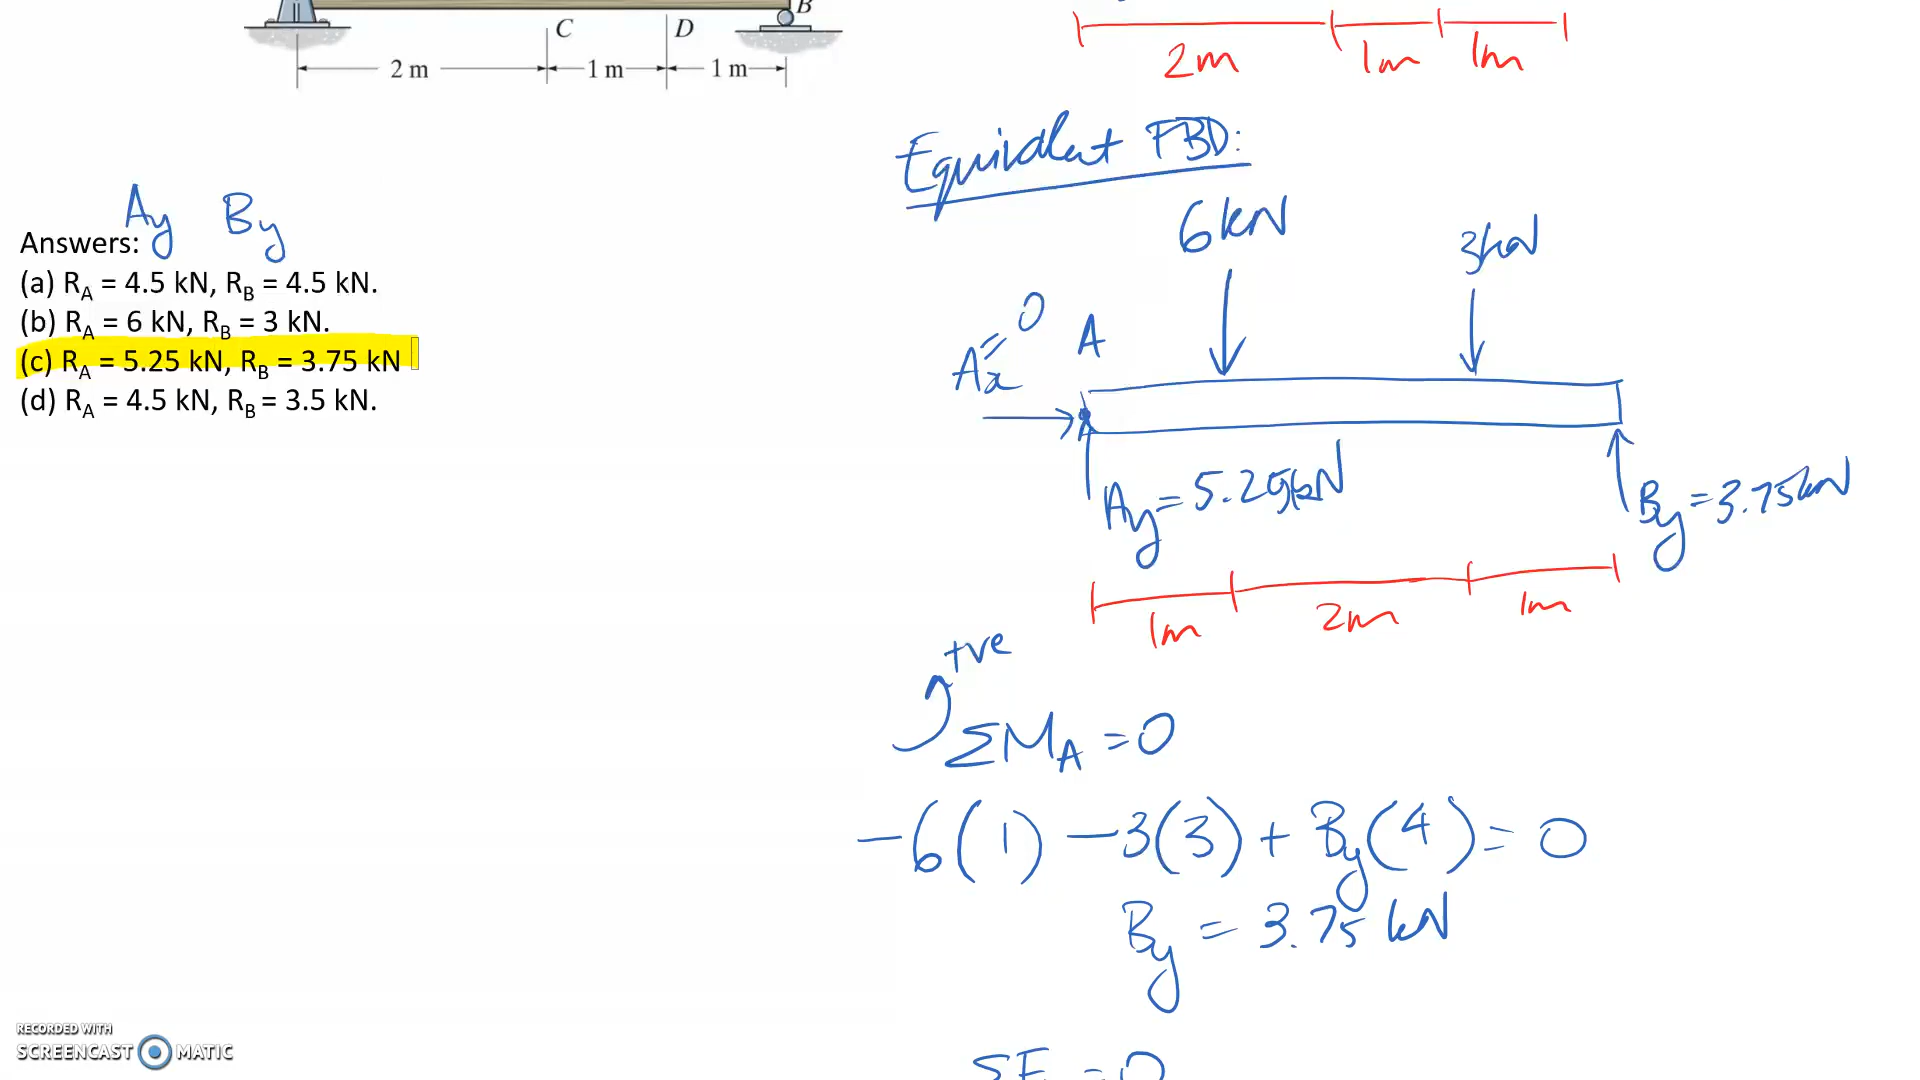 B
C
D
2 m
1 m
1 m
Ay By
Answers:
(a) RA = 4.5 kN, RB = 4.5 kN.
(b) RA = 6 kN, RB = 3 kN.
(c) RA = 5.25 kN, RB = 3.75 kN
(d) RA = 4.5 kN, RB = 3.5 kN.
RECORDED WITH
SCREENCAST MATIC
2m 1m 1m
Equivalent FBD:
6kN
3kN
Ax = 0
A
Ay = 5.25kN
By = 3.75kN
1m 2m 1m
+ve
ΣMA = 0
-6(1) - 3(3) + By(4) = 0
By = 3.75 kN